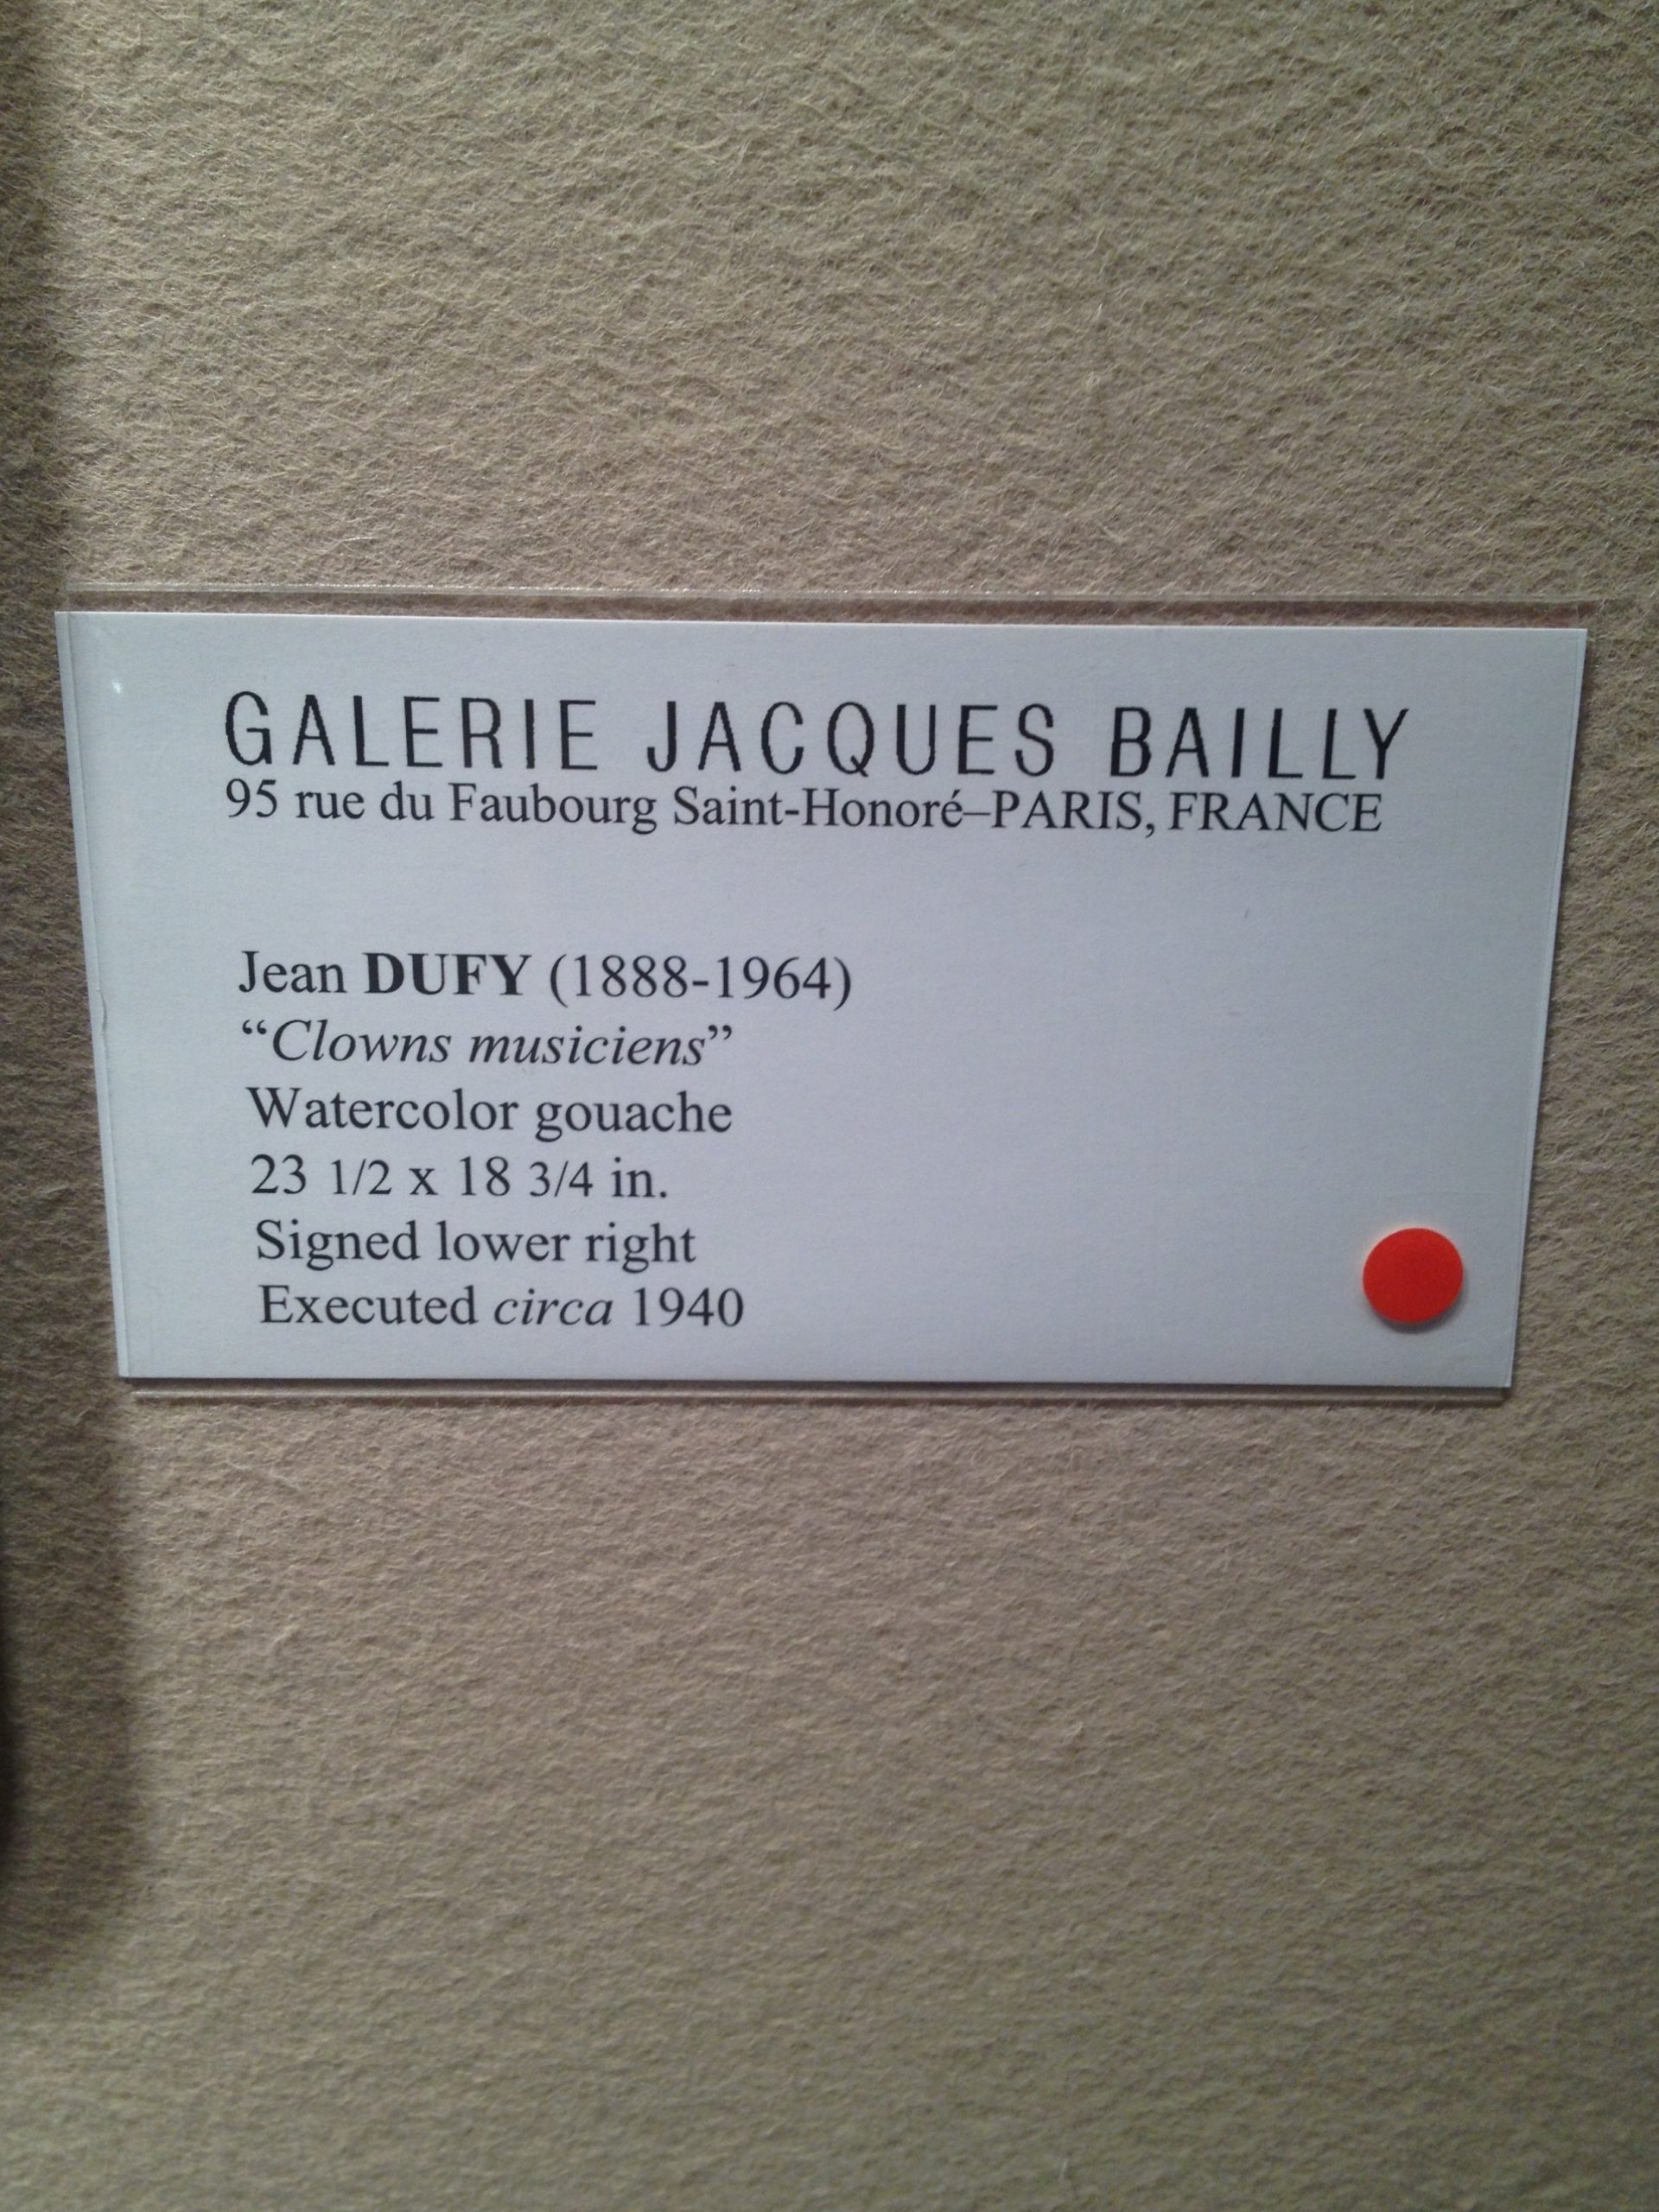 GALERIE JACQUES BAILLY
95 rue du Faubourg Saint-Honoré–PARIS, FRANCE
Jean DUFY (1888-1964)
“Clowns musiciens”
Watercolor gouache
23 1/2 x 18 3/4 in.
Signed lower right
Executed circa 1940